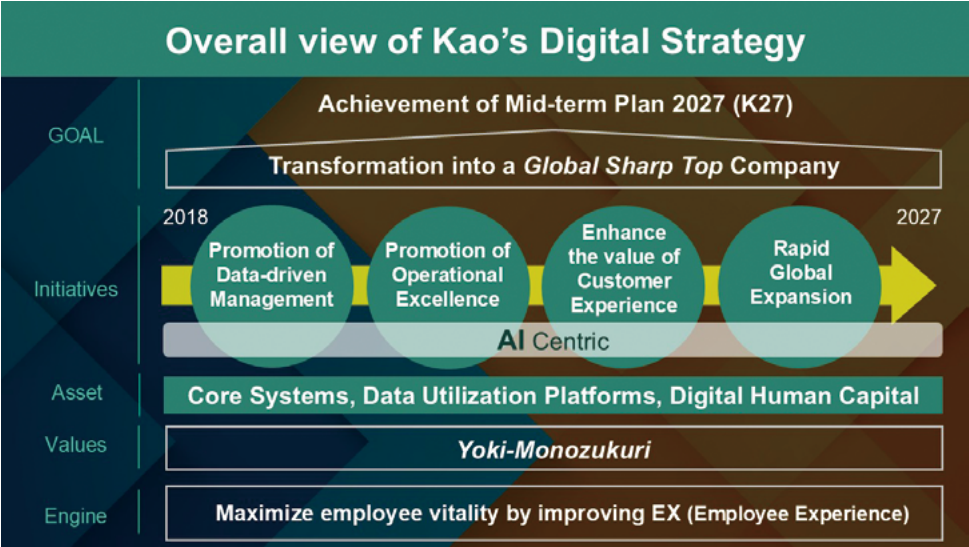 Overall view of Kao's Digital Strategy
GOAL
Achievement of Mid-term Plan 2027 (K27)
Transformation into a Global Sharp Top Company
Initiatives
2018
2027
Promotion of
Data-driven
Management
Promotion of
Operational
Excellence
Enhance
the value of
Customer
Experience
Rapid
Global
Expansion
AI Centric
Asset
Core Systems, Data Utilization Platforms, Digital Human Capital
Values
Yoki-Monozukuri
Engine
Maximize employee vitality by improving EX (Employee Experience)